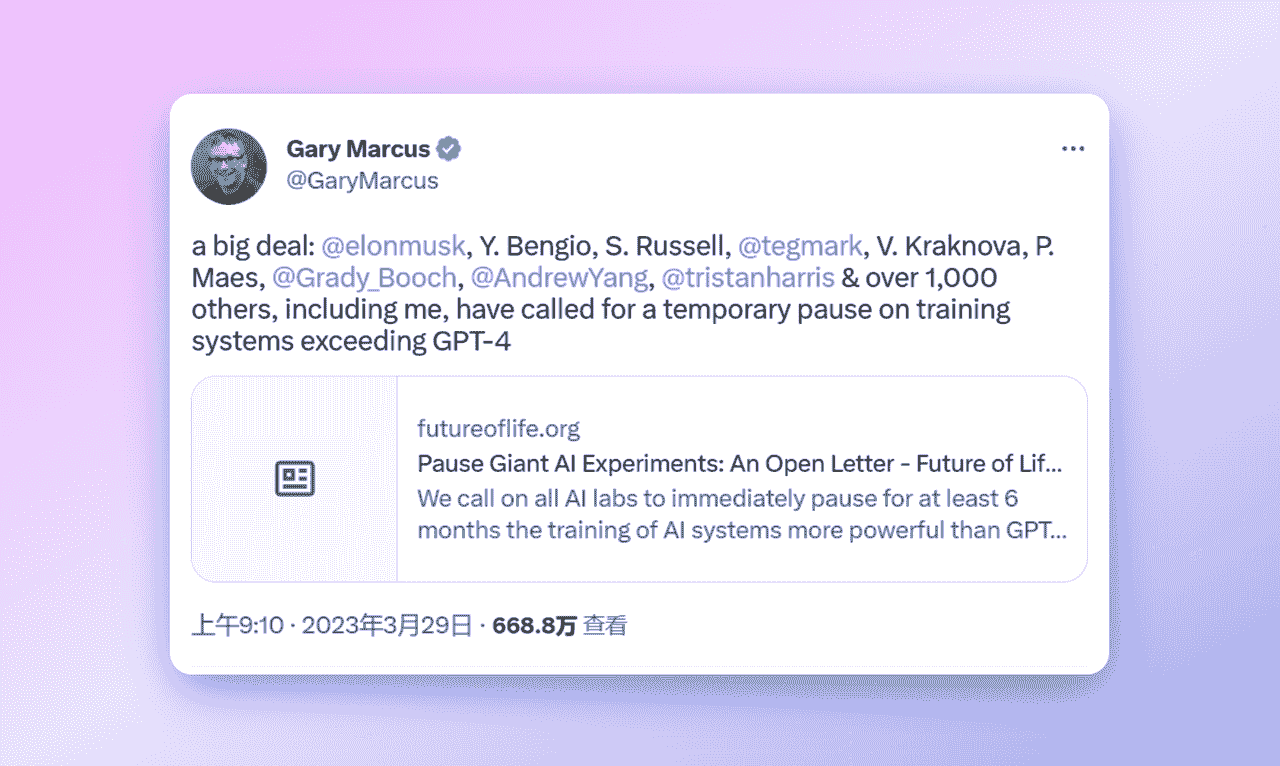 Gary Marcus
@GaryMarcus
a big deal: @elonmusk, Y. Bengio, S. Russell, @tegmark, V. Kraknova, P.
Maes, @Grady_Booch, @AndrewYang, @tristanharris & over 1,000
others, including me, have called for a temporary pause on training
systems exceeding GPT-4
futureoflife.org
Pause Giant AI Experiments: An Open Letter - Future of Lif...
We call on all AI labs to immediately pause for at least 6
months the training of AI systems more powerful than GPT...
上午9:10 · 2023年3月29日 · 668.8万 查看